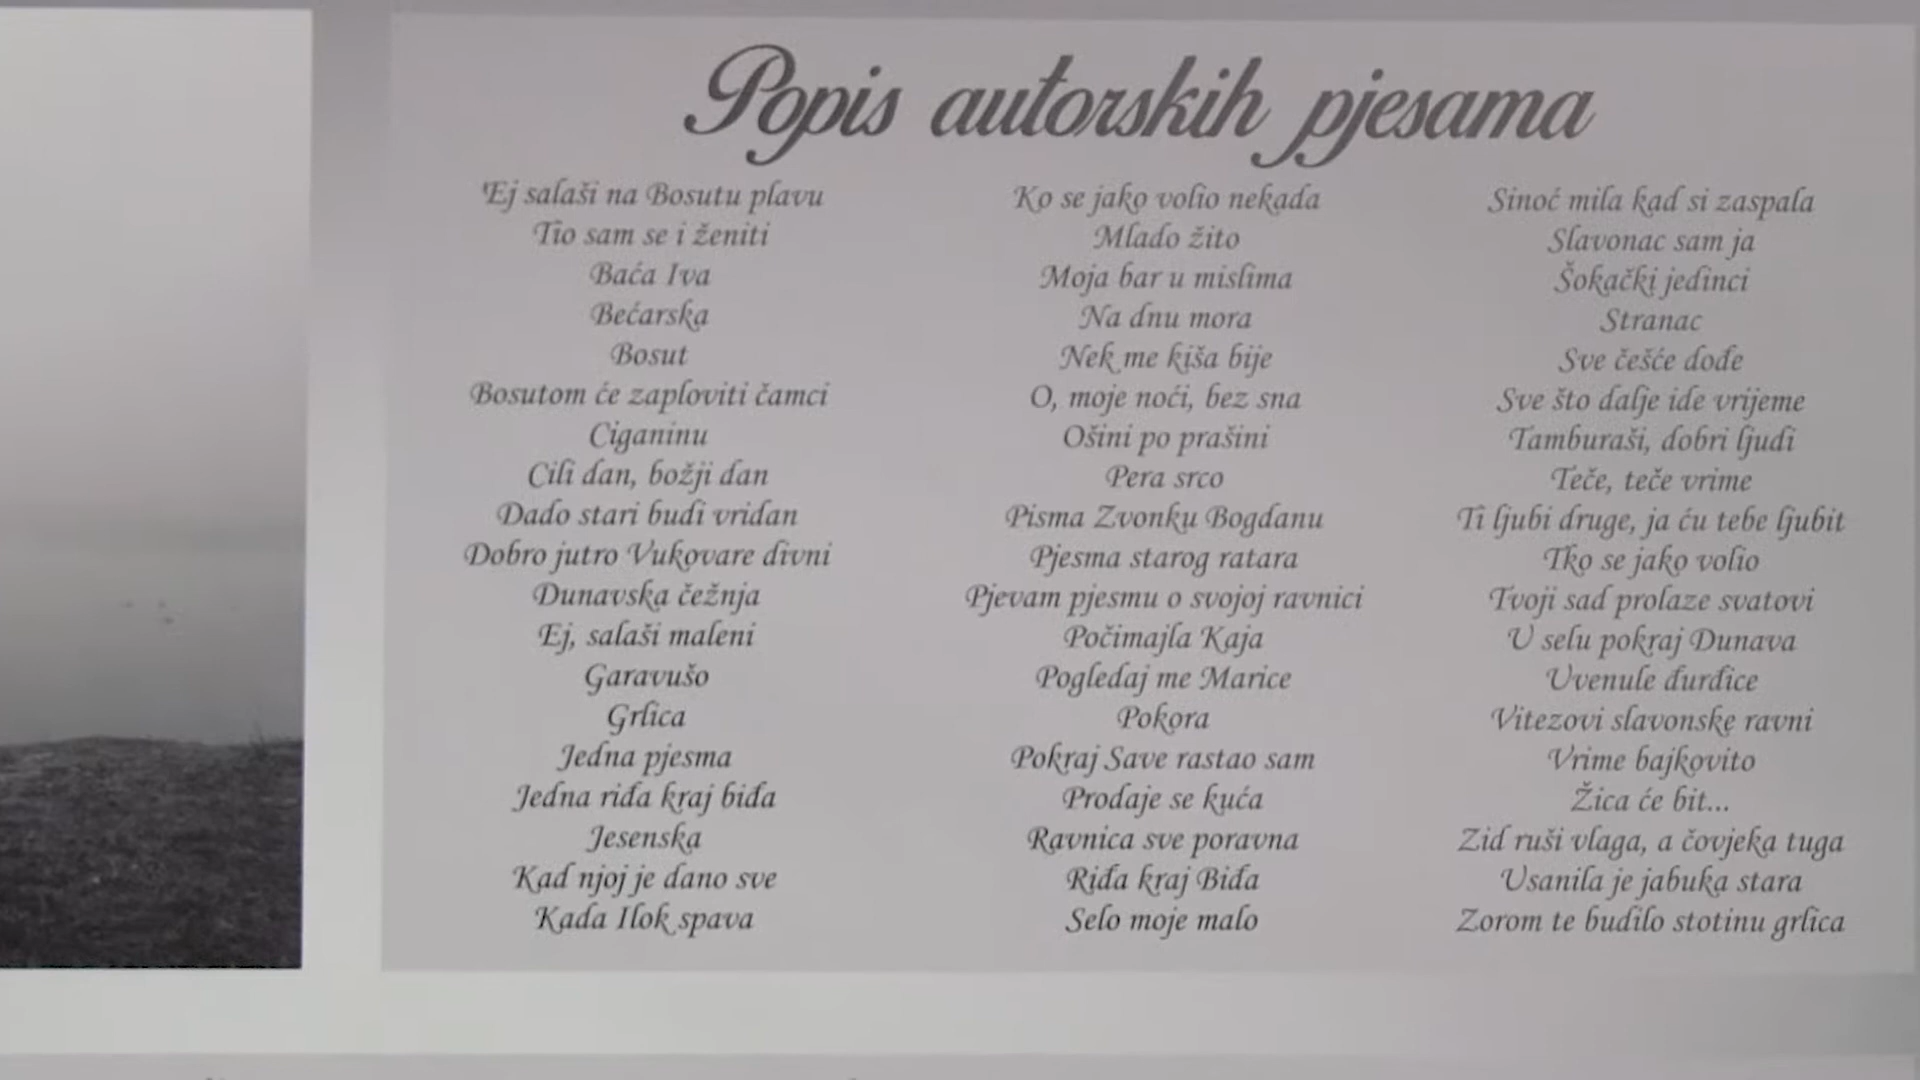 Popis autorskih pjesama
'Ej salaši na Bosutu plavu
Tio sam se i ženiti
Baća Iva
Bećarska
Bosut
Bosutom će zaploviti čamci
Ciganinu
Cili dan, božji dan
Dado stari budi vridan
Dobro jutro Vukovare divni
Dunavska čežnja
Ej, salaši maleni
Garavušo
Grlica
Jedna pjesma
Jedna riđa kraj biđa
Jesenska
Kad njoj je dano sve
Kada Ilok spava
Ko se jako volio nekada
Mlado žito
Moja bar u mislima
Na dnu mora
Nek me kiša bije
O, moje noći, bez sna
Ošini po prašini
Pera srco
Pisma Zvonku Bogdanu
Pjesma starog ratara
Pjevam pjesmu o svojoj ravnici
Počimajla Kaja
Pogledaj me Marice
Pokora
Pokraj Save rastao sam
Prodaje se kuća
Ravnica sve poravna
Riđa kraj Biđa
Selo moje malo
Sinoć mila kad si zaspala
Slavonac sam ja
Šokački jedinci
Stranac
Sve češće dođe
Sve što dalje ide vrijeme
Tamburaši, dobri ljudi
Teče, teče vrime
Ti ljubi druge, ja ću tebe ljubit
Tko se jako volio
Tvoji sad prolaze svatovi
U selu pokraj Dunava
Uvenule đurđice
Vitezovi slavonske ravni
Vrime bajkovito
Žica će bit...
Zid ruši vlaga, a čovjeka tuga
Usanila je jabuka stara
Zorom te budilo stotinu grlica